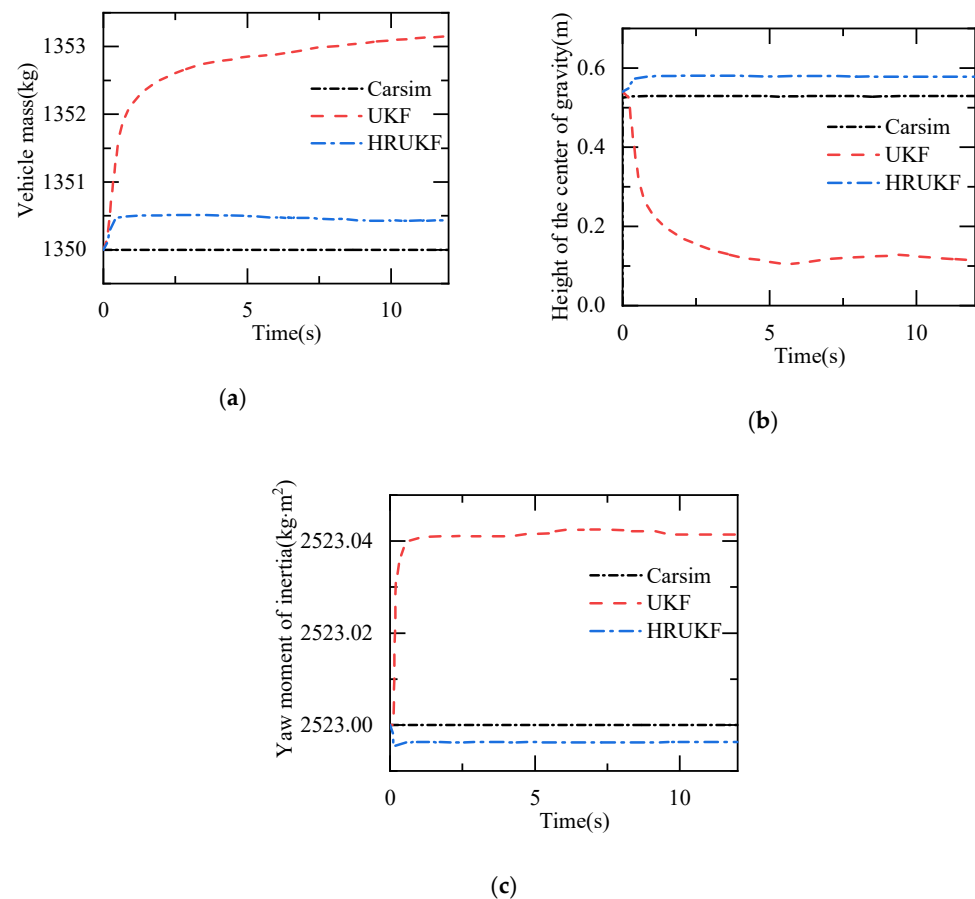 Vehicle mass(kg)
1353
1352
1351
1350
Carsim
UKF
HRUKF
0
5
10
Time(s)
(a)
Height of the center of gravity(m)
0.6
0.4
0.2
0.0
Carsim
UKF
HRUKF
0
5
10
Time(s)
(b)
Yaw moment of inertia(kg·m²)
2523.04
2523.02
2523.00
Carsim
UKF
HRUKF
0
5
10
Time(s)
(c)